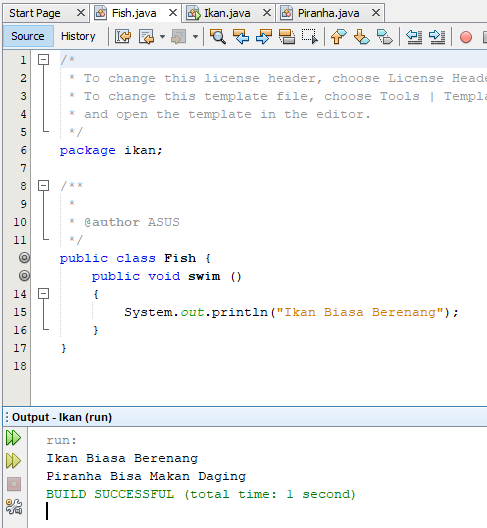 Start Page Fish.java Ikan.java Piranha.java
Source History
1 /*
2 * To change this license header, choose License Heade
3 * To change this template file, choose Tools | Templa
4 * and open the template in the editor.
5 */
6 package ikan;
7
8 /**
9 *
10 * @author ASUS
11 */
public class Fish {
public void swim ()
14 {
15 System.out.println("Ikan Biasa Berenang");
16 }
17 }
18
Output - Ikan (run)
run:
Ikan Biasa Berenang
Piranha Bisa Makan Daging
BUILD SUCCESSFUL (total time: 1 second)